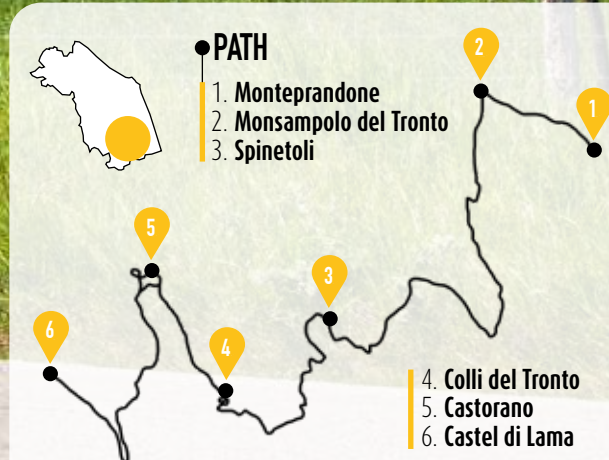 PATH
1. Monteprandone
2. Monsampolo del Tronto
3. Spinetoli
2
1
5
3
6
4
4. Colli del Tronto
5. Castorano
6. Castel di Lama